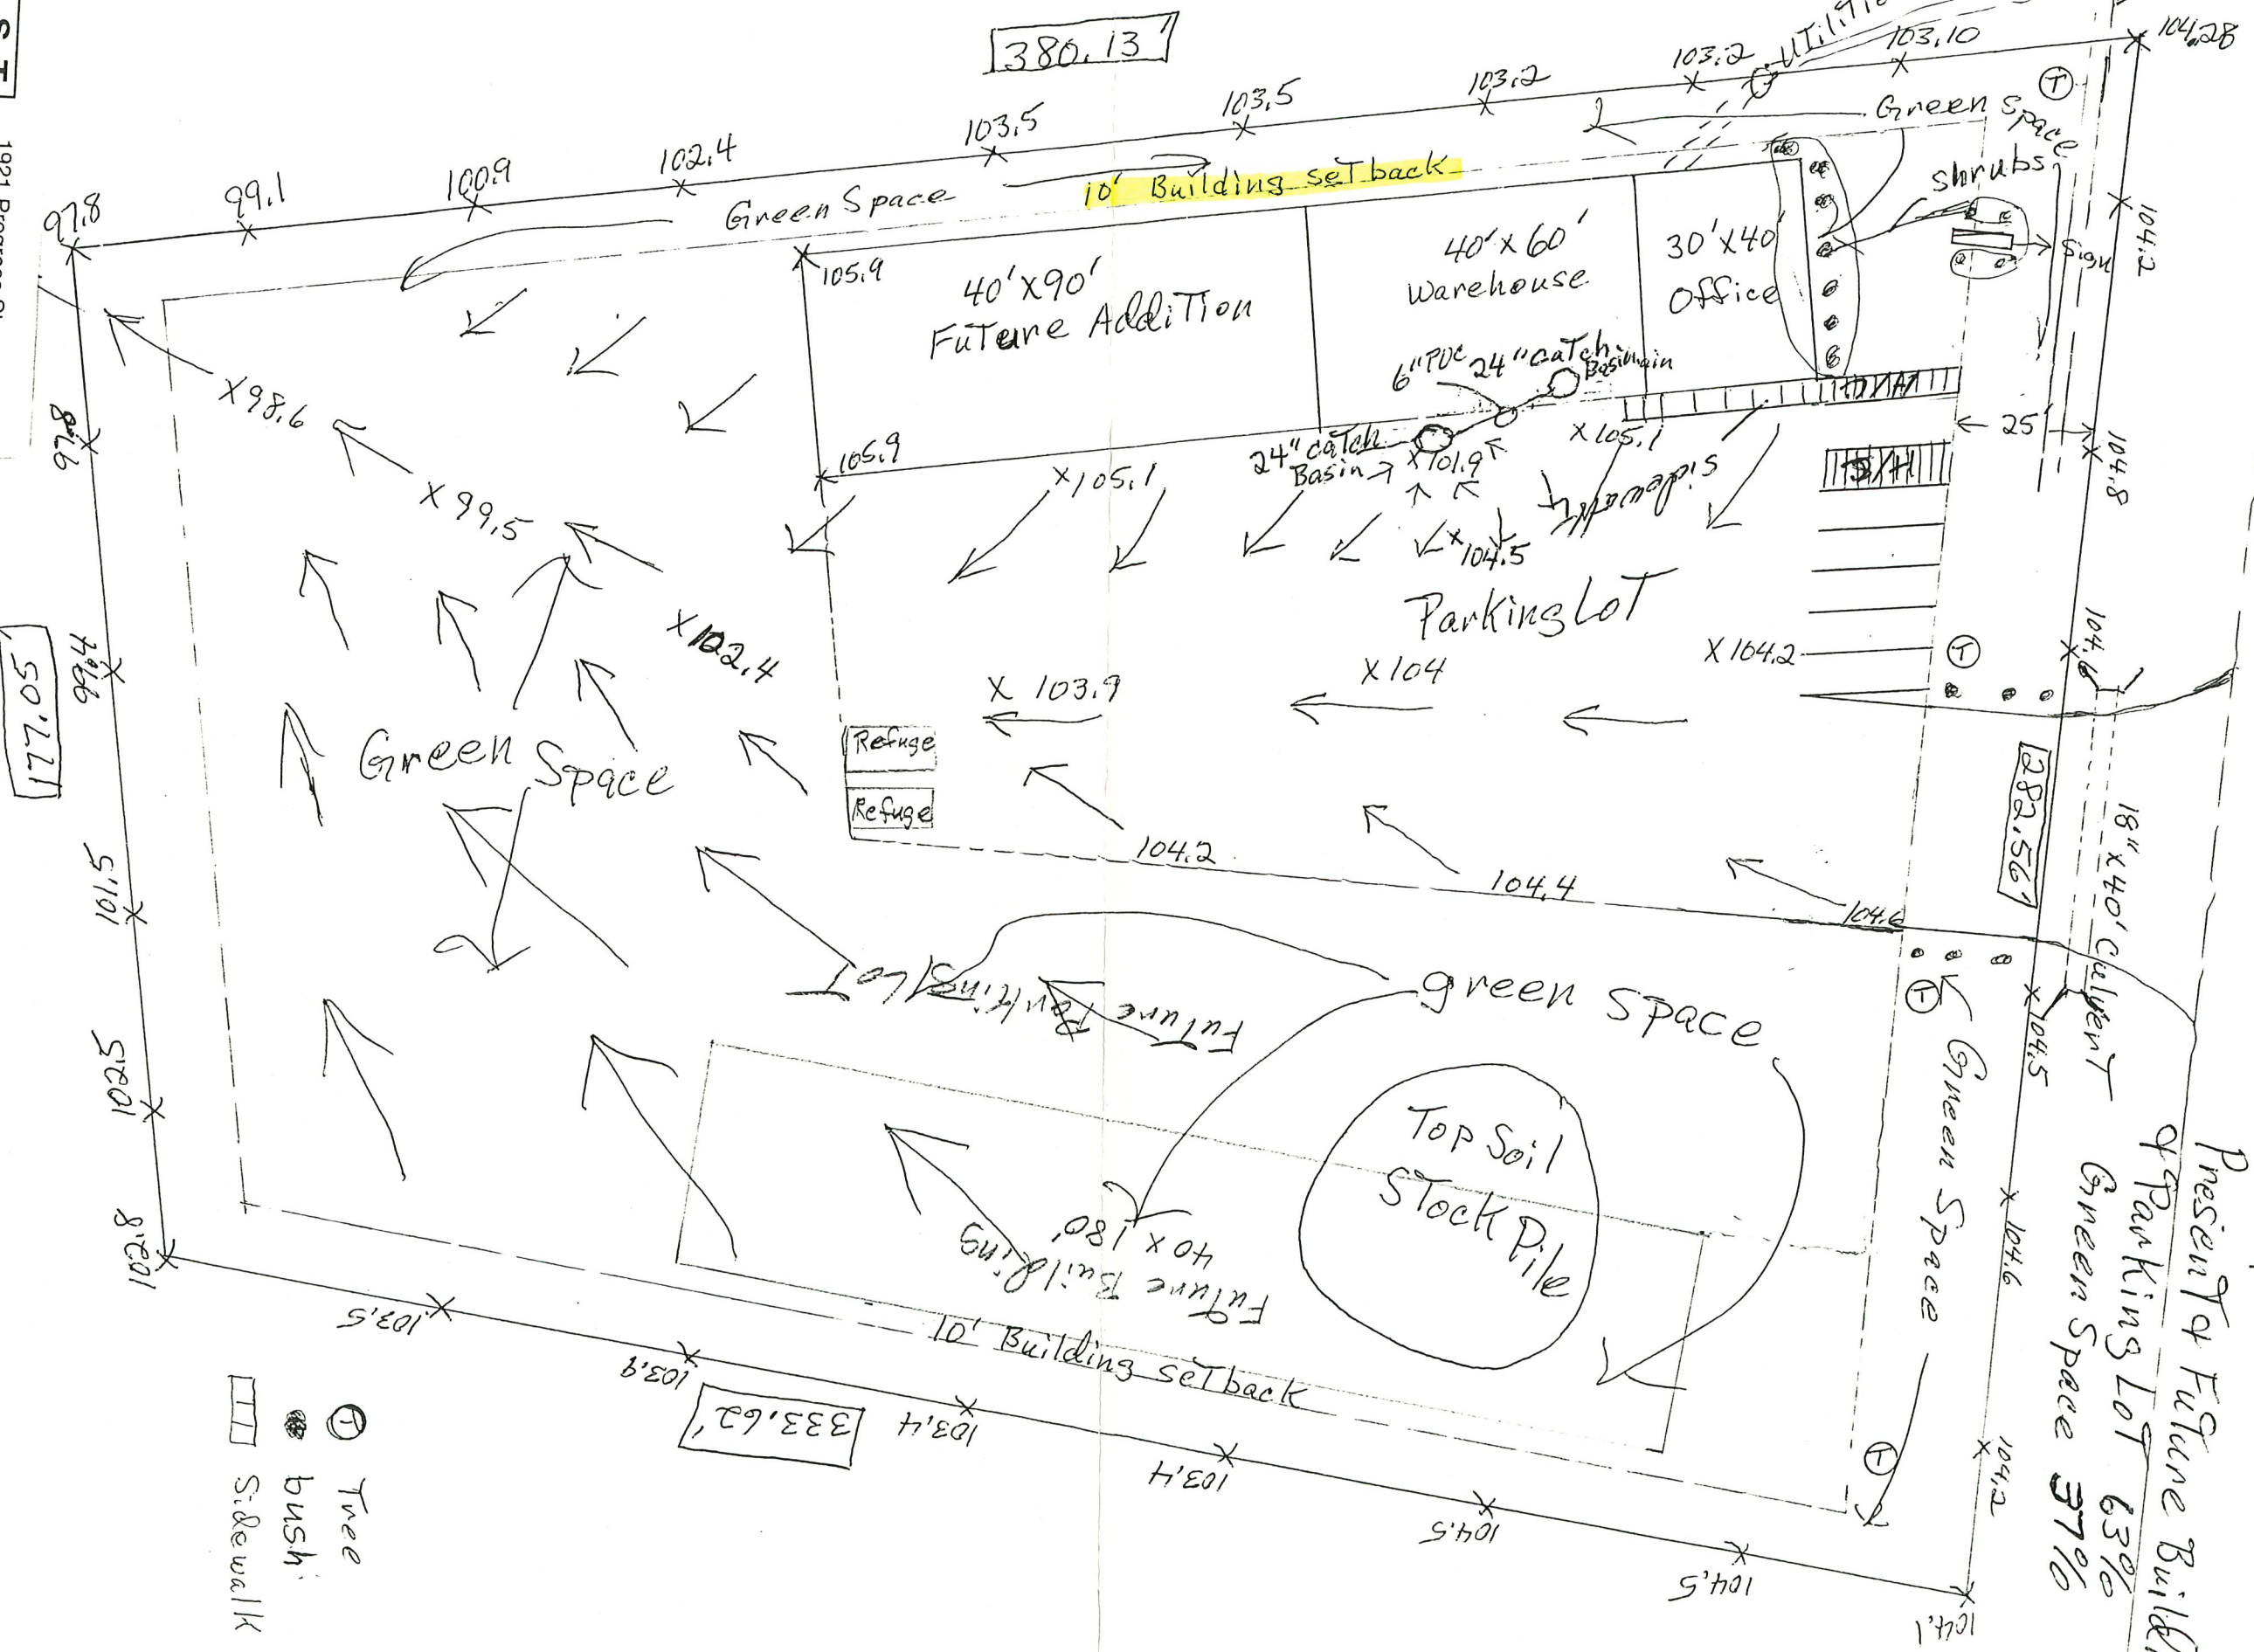 380.13'
104.28
103.10
103.2
103.2
103.5
103.5
102.4
100.9
99.1
97.8
Green Space
Green Space
10' Building setback
shrubs
Sign
104.2
105.9
40'x90'
Future Addition
40'x60'
Warehouse
30'x40'
Office
6" PVC
24" Catch
Basin
24" Catch
Basin
X 101.9
X 105.1
Sidewalk
25'
104.8
98.6
X 98.6
105.9
X 105.1
X 99.5
X 104.5
Parking LoT
X 102.4
X 103.9
X 104
X 104.2
104.6
99.4
177.05'
Green Space
Refuge
Refuge
282.56'
18" x 40' Culvert
104.2
104.4
104.6
101.5
Future Parking LoT
green space
104.5
Green Space
Top Soil
STock Pile
102.5
40 x 180'
Future Building
104.6
102.8
10' Building seTback
103.5
103.9
333.62'
103.4
103.4
104.5
104.5
104.1
104.2
Present & Future Build
& Parking LoT 63%
Green Space 37%
T Tree
bush
Sidewalk
S T